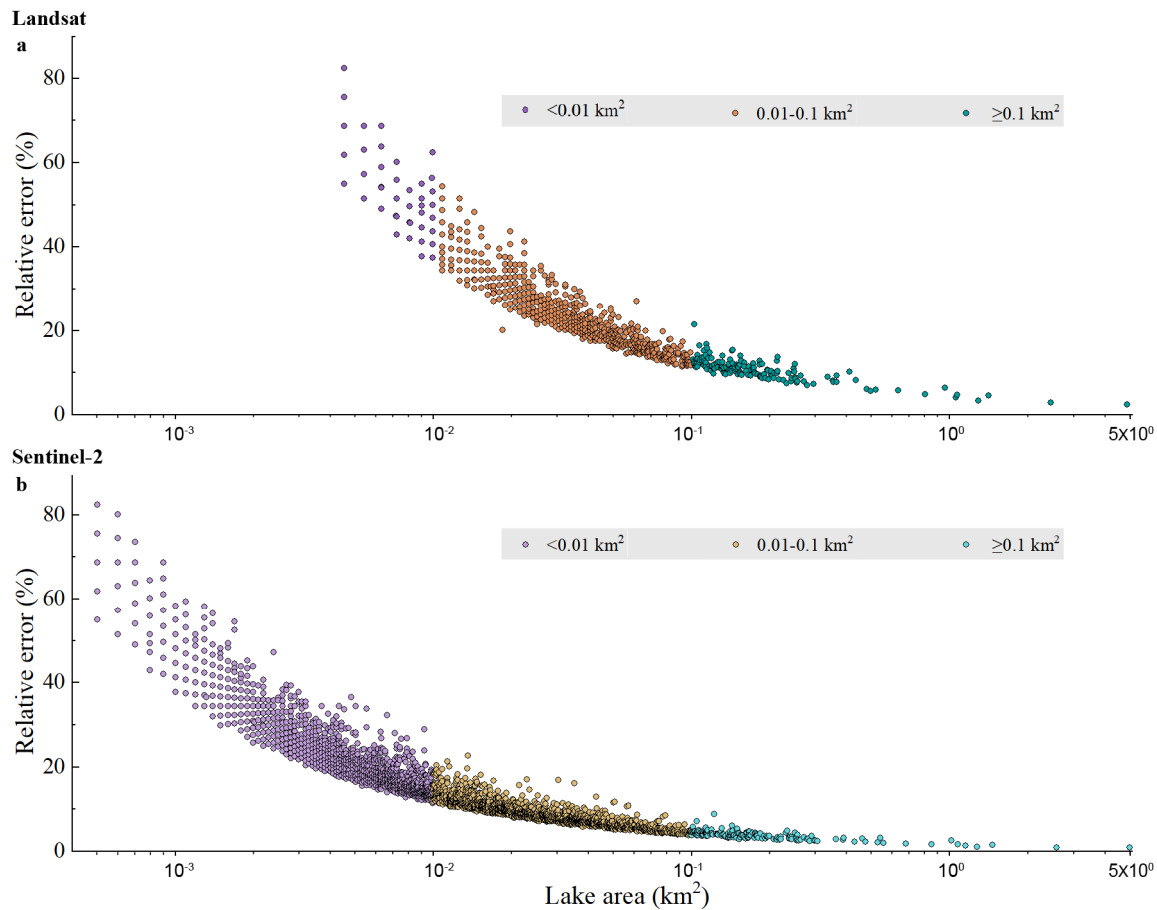 Landsat
a
80
60
40
20
0
Relative error (%)
<0.01 km² 0.01-0.1 km² ≥0.1 km²
10⁻³ 10⁻² 10⁻¹ 10⁰ 5X10⁰
Sentinel-2
b
80
60
40
20
0
Relative error (%)
<0.01 km² 0.01-0.1 km² ≥0.1 km²
10⁻³ 10⁻² 10⁻¹ 10⁰ 5X10⁰
Lake area (km²)